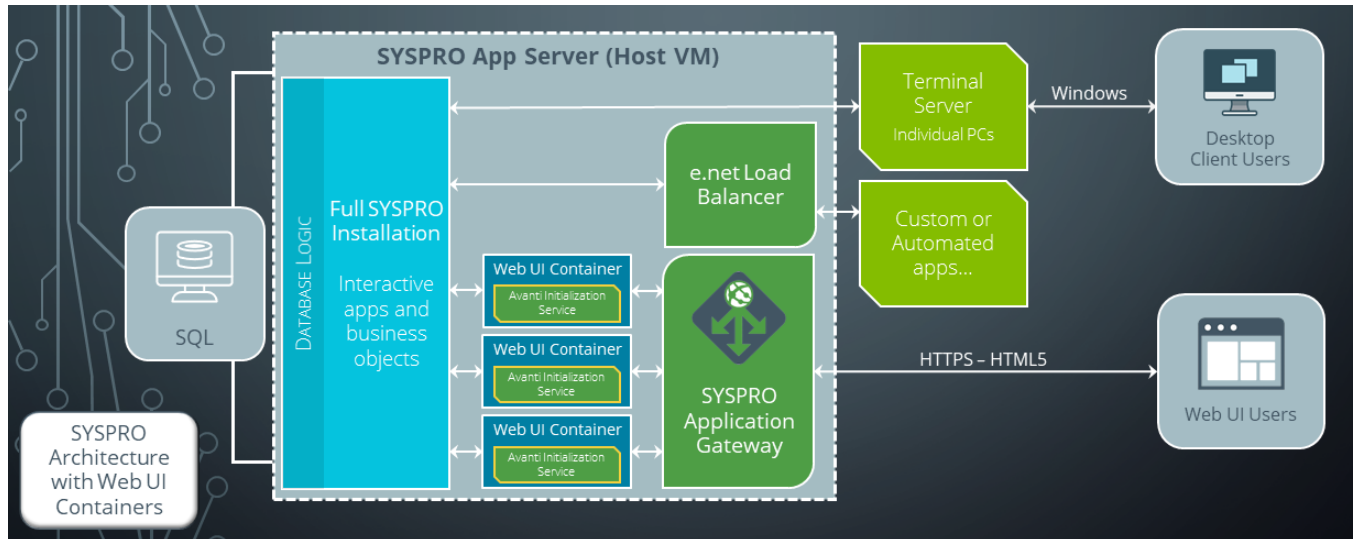 SYSPRO App Server (Host VM)
DATABASE LOGIC
Full SYSPRO
Installation
Interactive
apps and
business
objects
Web UI Container
Avanti Initialization
Service
Web UI Container
Avanti Initialization
Service
Web UI Container
Avanti Initialization
Service
e.net Load
Balancer
SYSPRO
Application
Gateway
Terminal
Server
Individual PCs
Custom or
Automated
apps...
Windows
Desktop
Client Users
HTTPS – HTML5
Web UI Users
SQL
SYSPRO
Architecture
with Web UI
Containers